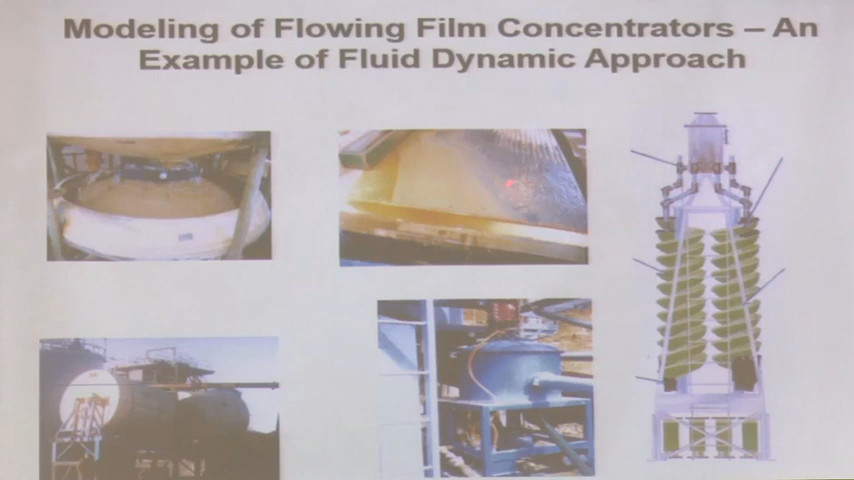 Modeling of Flowing Film Concentrators – An
Example of Fluid Dynamic Approach